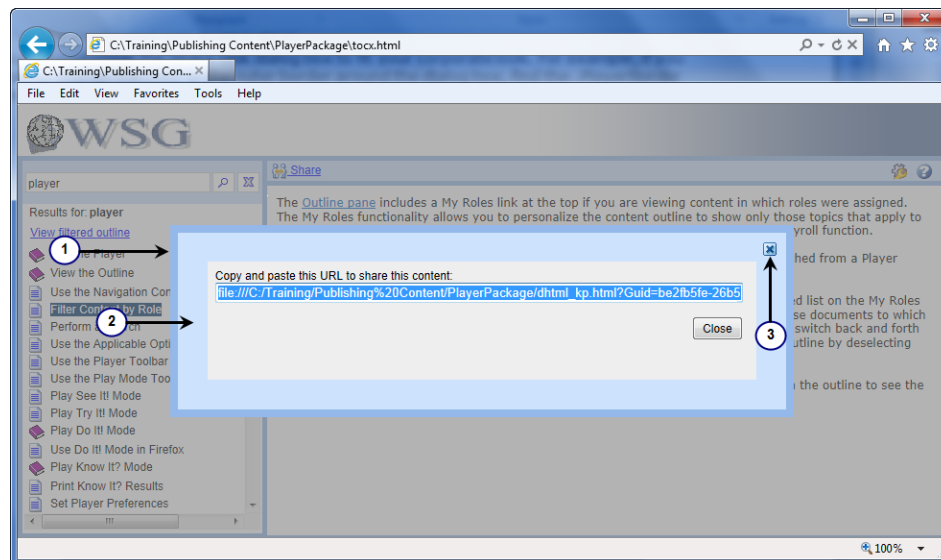 C:\Training\Publishing Content\PlayerPackage\tocx.html
C:\Training\Publishing Con...
File Edit View Favorites Tools Help
WSG
player
Share
Results for: player
View filtered outline
Player
View the Outline
Use the Navigation Con
Filter Content by Role
Perform a
Use the Applicable Opti
Use the Player Toolbar
Use the Play Mode Too
Play See It! Mode
Play Try It! Mode
Play Do It! Mode
Use Do It! Mode in Firefox
Play Know It? Mode
Print Know It? Results
Set Player Preferences
The Outline pane includes a My Roles link at the top if you are viewing content in which roles were assigned.
The My Roles functionality allows you to personalize the content outline to show only those topics that apply to
yroll function.
hed from a Player
d list on the My Roles
se documents to which
switch back and forth
utline by deselecting
the outline to see the
1
2
3
Copy and paste this URL to share this content:
file:///C:/Training/Publishing%20Content/PlayerPackage/dhtml_kp.html?Guid=be2fb5fe-26b5
Close
100%